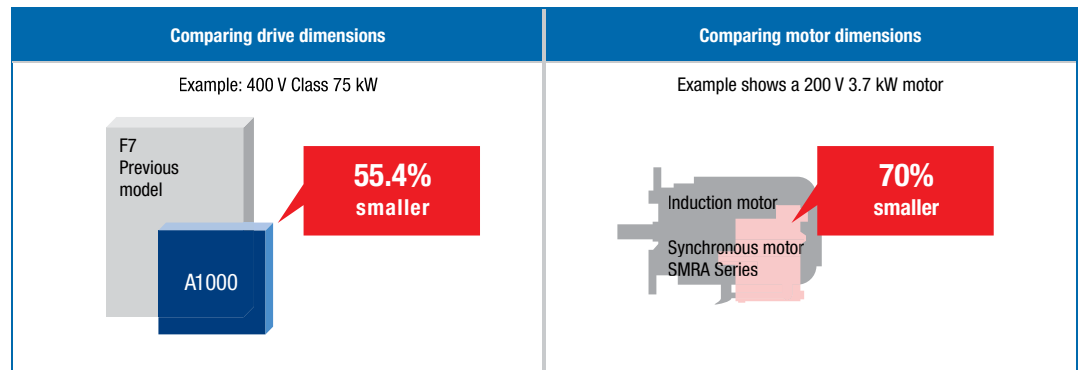 Comparing drive dimensions
Example: 400 V Class 75 kW
F7
Previous
model
55.4%
smaller
A1000
Comparing motor dimensions
Example shows a 200 V 3.7 kW motor
Induction motor
70%
smaller
Synchronous motor
SMRA Series